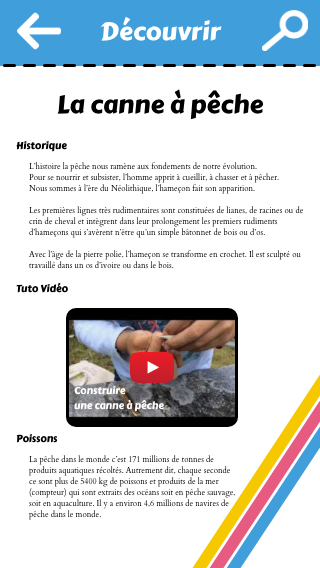 Découvrir
La canne à pêche
Historique
L'histoire la pêche nous ramène aux fondements de notre évolution.
Pour se nourrir et subsister, l'homme apprit à cueillir, à chasser et à pêcher.
Nous sommes à l'ère du Néolithique, l'hameçon fait son apparition.
Les premières lignes très rudimentaires sont constituées de lianes, de racines ou de
crin de cheval et intègrent dans leur prolongement les premiers rudiments
d'hameçons qui s'avèrent n'être qu'un simple bâtonnet de bois ou d'os.
Avec l'âge de la pierre polie, l'hameçon se transforme en crochet. Il est sculpté ou
travaillé dans un os d'ivoire ou dans le bois.
Tuto Vidéo
Construire
une canne à pêche
Poissons
La pêche dans le monde c'est 171 millions de tonnes de
produits aquatiques récoltés. Autrement dit, chaque seconde
ce sont plus de 5400 kg de poissons et produits de la mer
(compteur) qui sont extraits des océans soit en pêche sauvage,
soit en aquaculture. Il y a environ 4,6 millions de navires de
pêche dans le monde.